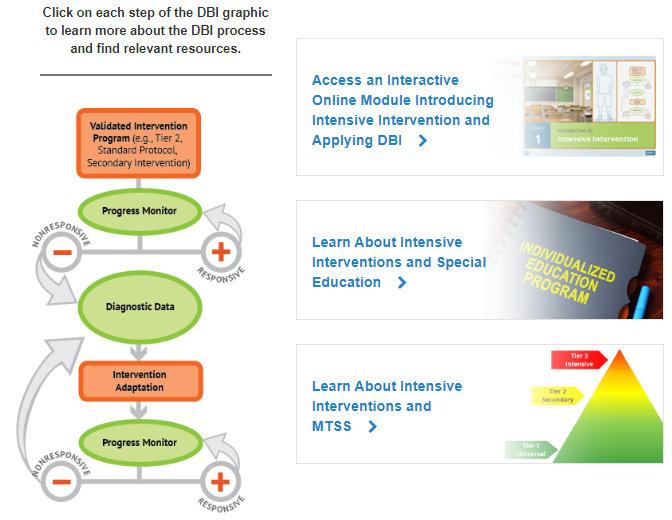 Click on each step of the DBI graphic
to learn more about the DBI process
and find relevant resources.
Validated Intervention
Program (e.g., Tier 2,
Standard Protocol,
Secondary Intervention)
Progress Monitor
NONRESPONSIVE
RESPONSIVE
Diagnostic Data
Intervention
Adaptation
Progress Monitor
NONRESPONSIVE
RESPONSIVE
Access an Interactive
Online Module Introducing
Intensive Intervention and
Applying DBI
1
Introduction to
Intensive Intervention
Learn About Intensive
Interventions and Special
Education
INDIVIDUALIZED
EDUCATION
PROGRAM
Learn About Intensive
Interventions and
MTSS
Tier 3
Intensive
Tier 2
Secondary
Tier 1
Universal